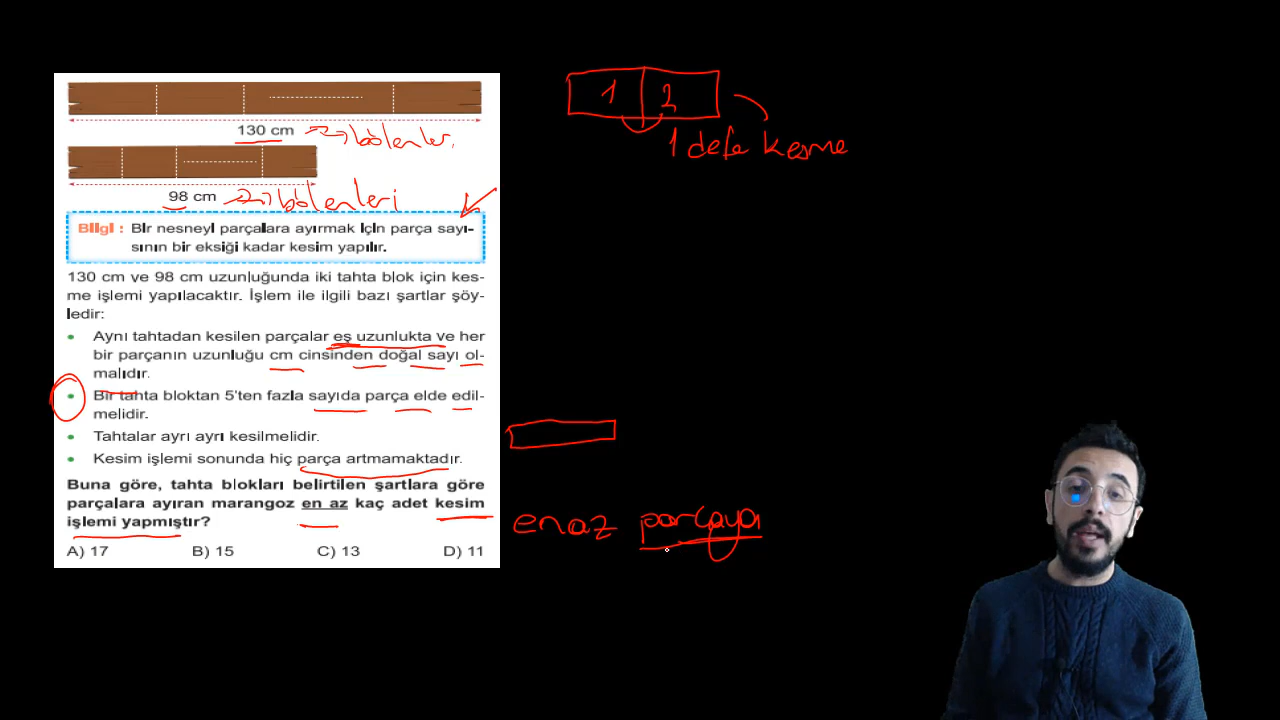 130 cm → bölenler.
98 cm → bölenleri
Bilgi : Bir nesneyi parçalara ayırmak için parça sayı-
sının bir eksiği kadar kesim yapılır.
130 cm ve 98 cm uzunluğunda iki tahta blok için kes-
me işlemi yapılacaktır. İşlem ile ilgili bazı şartlar şöy-
ledir:
• Aynı tahtadan kesilen parçalar eş uzunlukta ve her
bir parçanın uzunluğu cm cinsinden doğal sayı ol-
malıdır.
• Bir tahta bloktan 5'ten fazla sayıda parça elde edil-
melidir.
• Tahtalar ayrı ayrı kesilmelidir.
• Kesim işlemi sonunda hiç parça artmamaktadır.
Buna göre, tahta blokları belirtilen şartlara göre
parçalara ayıran marangoz en az kaç adet kesim
işlemi yapmıştır?
A) 17 B) 15 C) 13 D) 11
1 2
1 defa kesme
en az parçaya